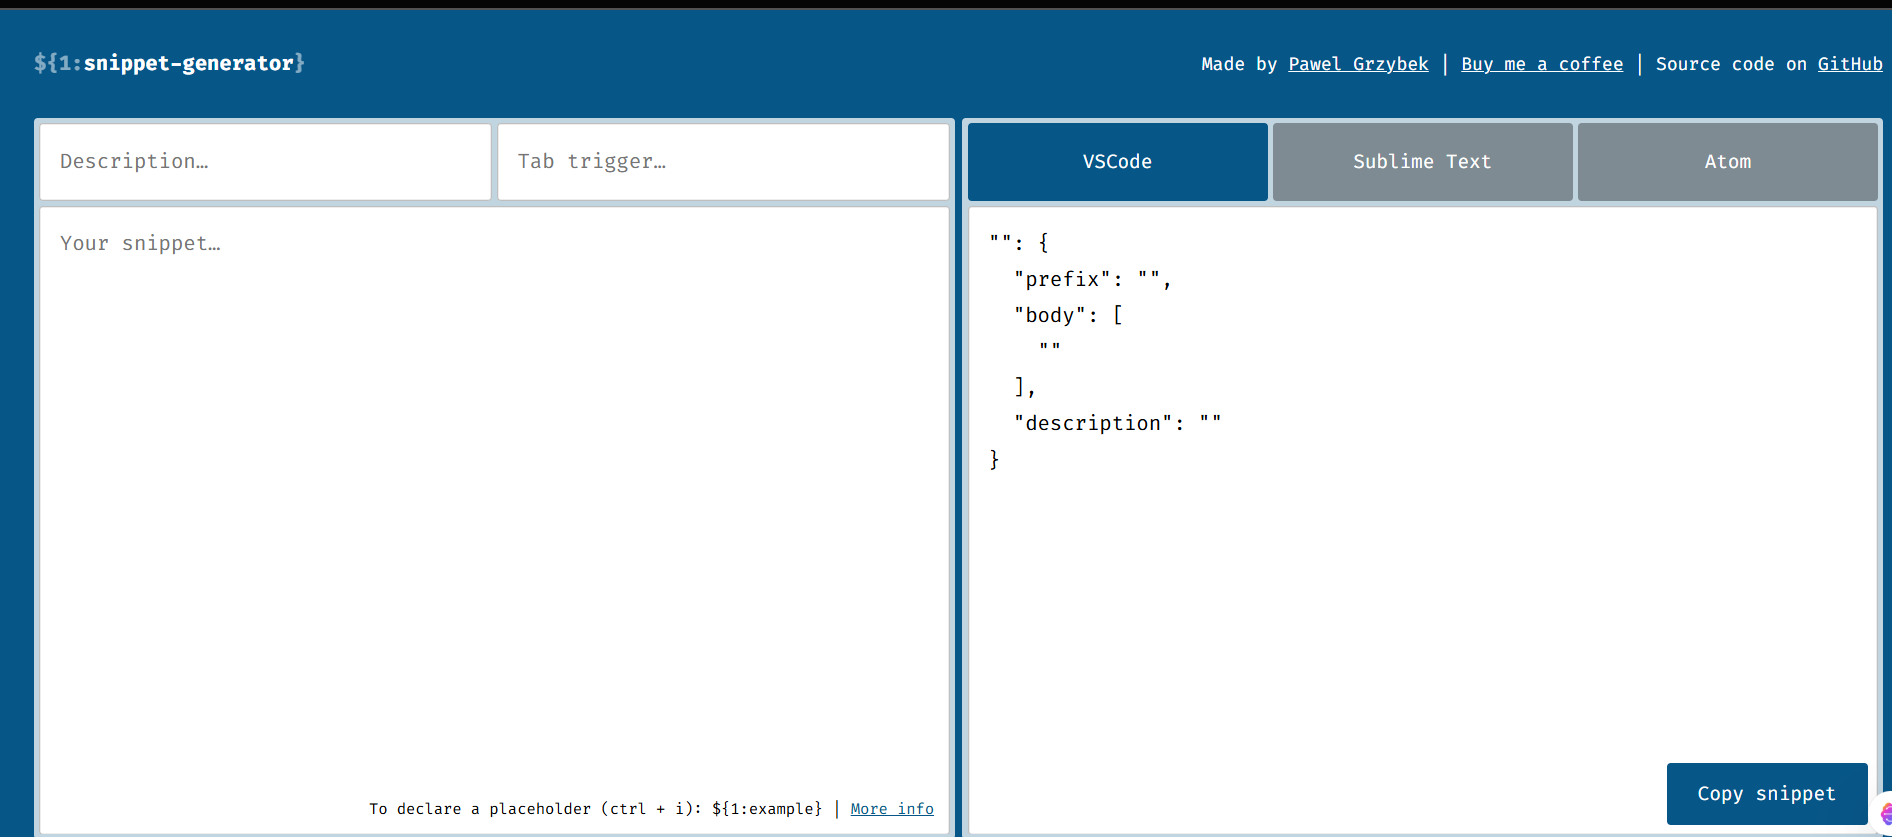 ${1:snippet-generator}
Made by Pawel Grzybek | Buy me a coffee | Source code on GitHub
Description…
Tab trigger…
Your snippet…
To declare a placeholder (ctrl + i): ${1:example} | More info
VSCode
Sublime Text
Atom
"": {
  "prefix": "",
  "body": [
    ""
  ],
  "description": ""
}
Copy snippet